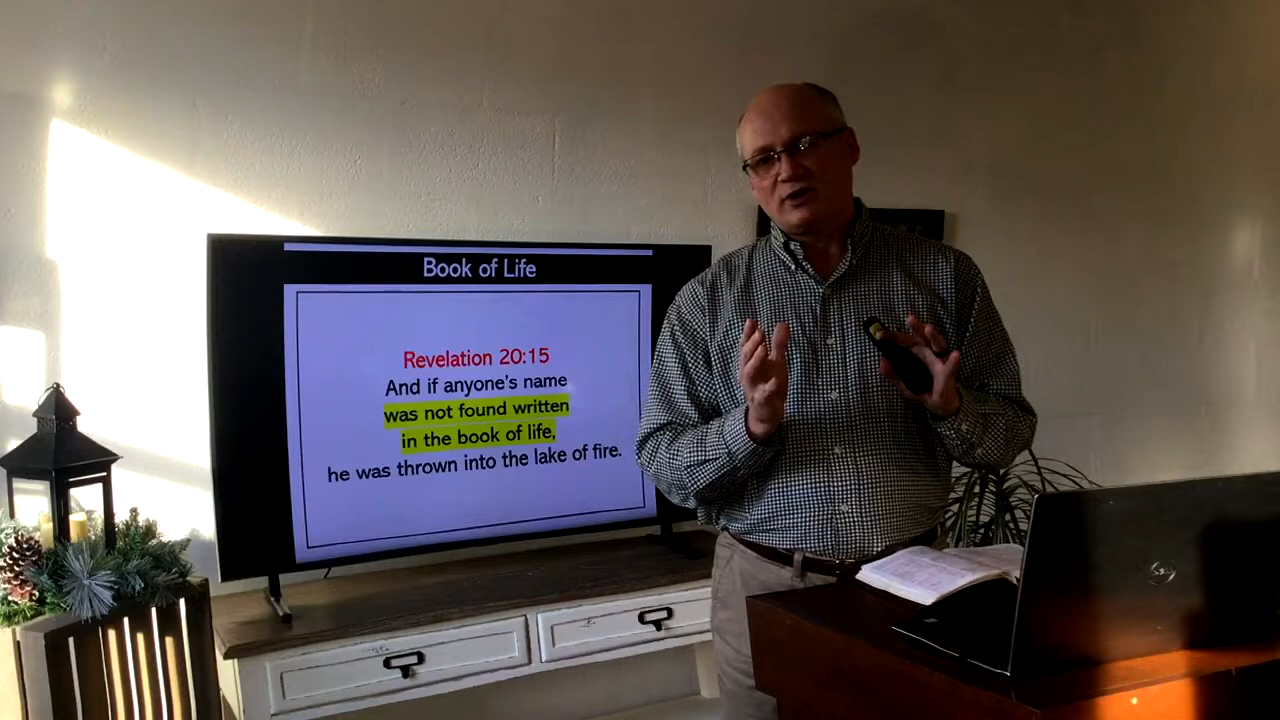 Book of Life
Revelation 20:15
And if anyone's name
was not found written
in the book of life,
he was thrown into the lake of fire.